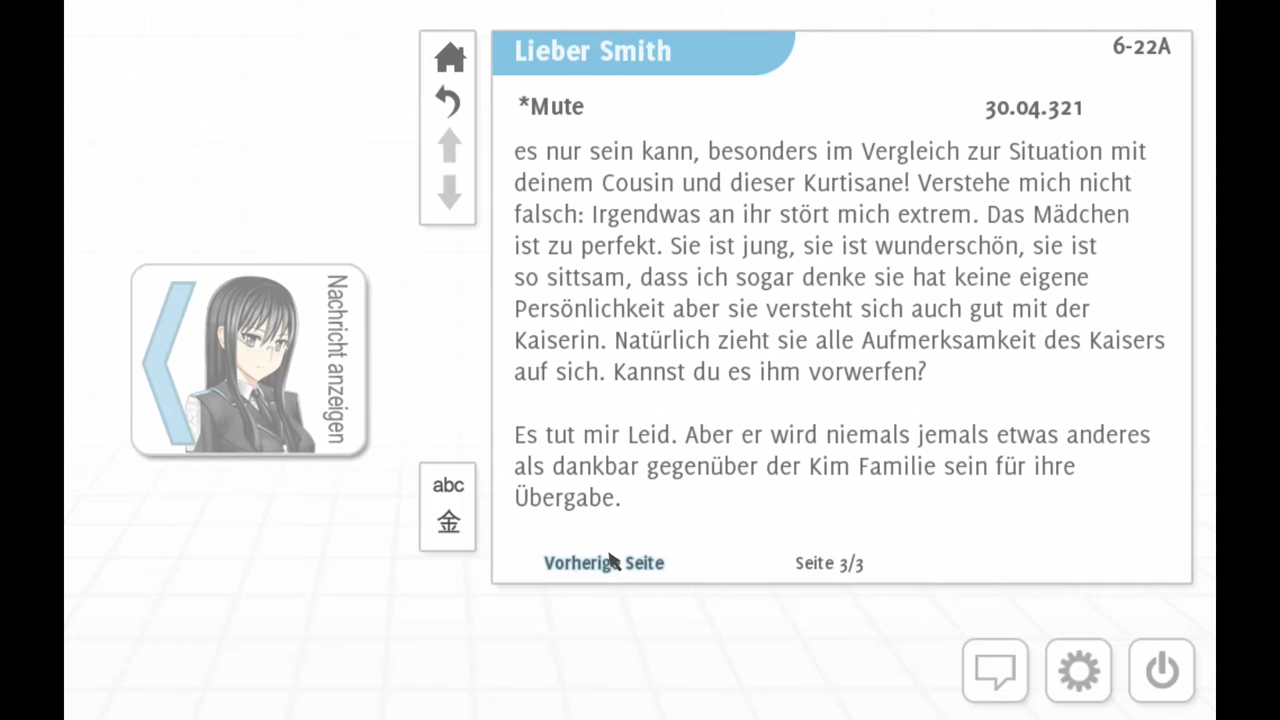 Lieber Smith
6-22A
*Mute
30.04.321
es nur sein kann, besonders im Vergleich zur Situation mit
deinem Cousin und dieser Kurtisane! Verstehe mich nicht
falsch: Irgendwas an ihr stört mich extrem. Das Mädchen
ist zu perfekt. Sie ist jung, sie ist wunderschön, sie ist
so sittsam, dass ich sogar denke sie hat keine eigene
Persönlichkeit aber sie versteht sich auch gut mit der
Kaiserin. Natürlich zieht sie alle Aufmerksamkeit des Kaisers
auf sich. Kannst du es ihm vorwerfen?
Es tut mir Leid. Aber er wird niemals jemals etwas anderes
als dankbar gegenüber der Kim Familie sein für ihre
Übergabe.
Vorherige Seite
Seite 3/3
Nachricht anzeigen
abc
金